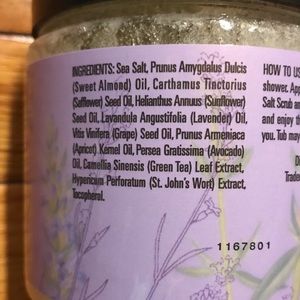 INGREDIENTS: Sea Salt, Prunus Amygdalus Dulcis
(Sweet Almond) Oil, Carthamus Tinctorius
(Safflower) Seed Oil, Helianthus Annuus (Sunflower)
Seed Oil, Lavandula Angustifolia (Lavender) Oil,
Vitis Vinifera (Grape) Seed Oil, Prunus Armeniaca
(Apricot) Kernel Oil, Persea Gratissima (Avocado)
Oil, Camellia Sinensis (Green Tea) Leaf Extract,
Hypericum Perforatum (St. John's Wort) Extract,
Tocopherol.
HOW TO US
shower. App
Salt Scrub a
and enjoy th
you. Tub may
Di
Trader
1167801